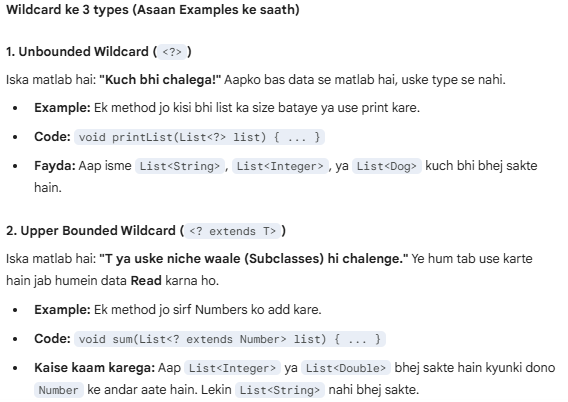 Wildcard ke 3 types (Asaan Examples ke saath)
1. Unbounded Wildcard ( <?> )
Iska matlab hai: "Kuch bhi chalega!" Aapko bas data se matlab hai, uske type se nahi.
• Example: Ek method jo kisi bhi list ka size bataye ya use print kare.
• Code: void printList(List<?> list) { ... }
• Fayda: Aap isme List<String> , List<Integer> , ya List<Dog> kuch bhi bhej sakte
hain.
2. Upper Bounded Wildcard ( <? extends T> )
Iska matlab hai: "T ya uske niche waale (Subclasses) hi chalenge." Ye hum tab use karte
hain jab humein data Read karna ho.
• Example: Ek method jo sirf Numbers ko add kare.
• Code: void sum(List<? extends Number> list) { ... }
• Kaise kaam karega: Aap List<Integer> ya List<Double> bhej sakte hain kyunki dono
Number ke andar aate hain. Lekin List<String> nahi bhej sakte.